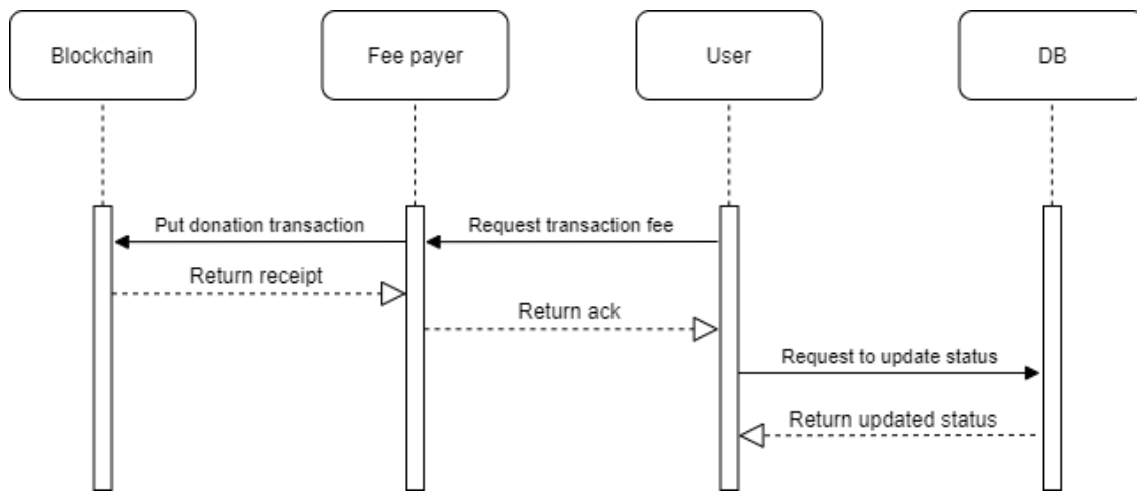 Blockchain
Fee payer
User
DB
Put donation transaction
Request transaction fee
Return receipt
Return ack
Request to update status
Return updated status